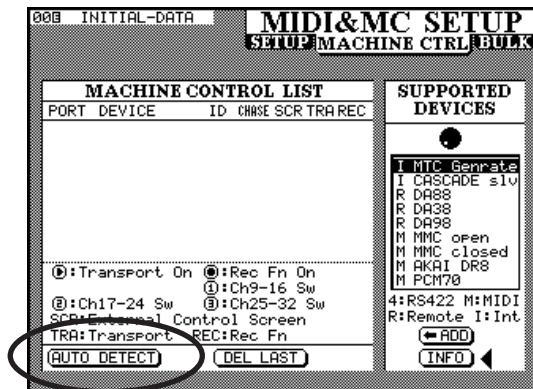 00 INITIAL-DATA
MIDI&MC SETUP
SETUP MACHINE CTRL BULK
MACHINE CONTROL LIST
PORT DEVICE ID CHASE SCR TRA REC
▶:Transport On ●:Rec Fn On
①:Ch9-16 Sw
②:Ch17-24 Sw ③:Ch25-32 Sw
SCR:External Control Screen
TRA:Transport REC:Rec Fn
AUTO DETECT DEL LAST
SUPPORTED
DEVICES
I MTC Genrate
I CASCADE slv
R DA88
R DA38
R DA98
M MMC open
M MMC closed
M AKAI DR8
M PCM70
4:RS422 M:MIDI
R:Remote I:Int
←ADD
INFO